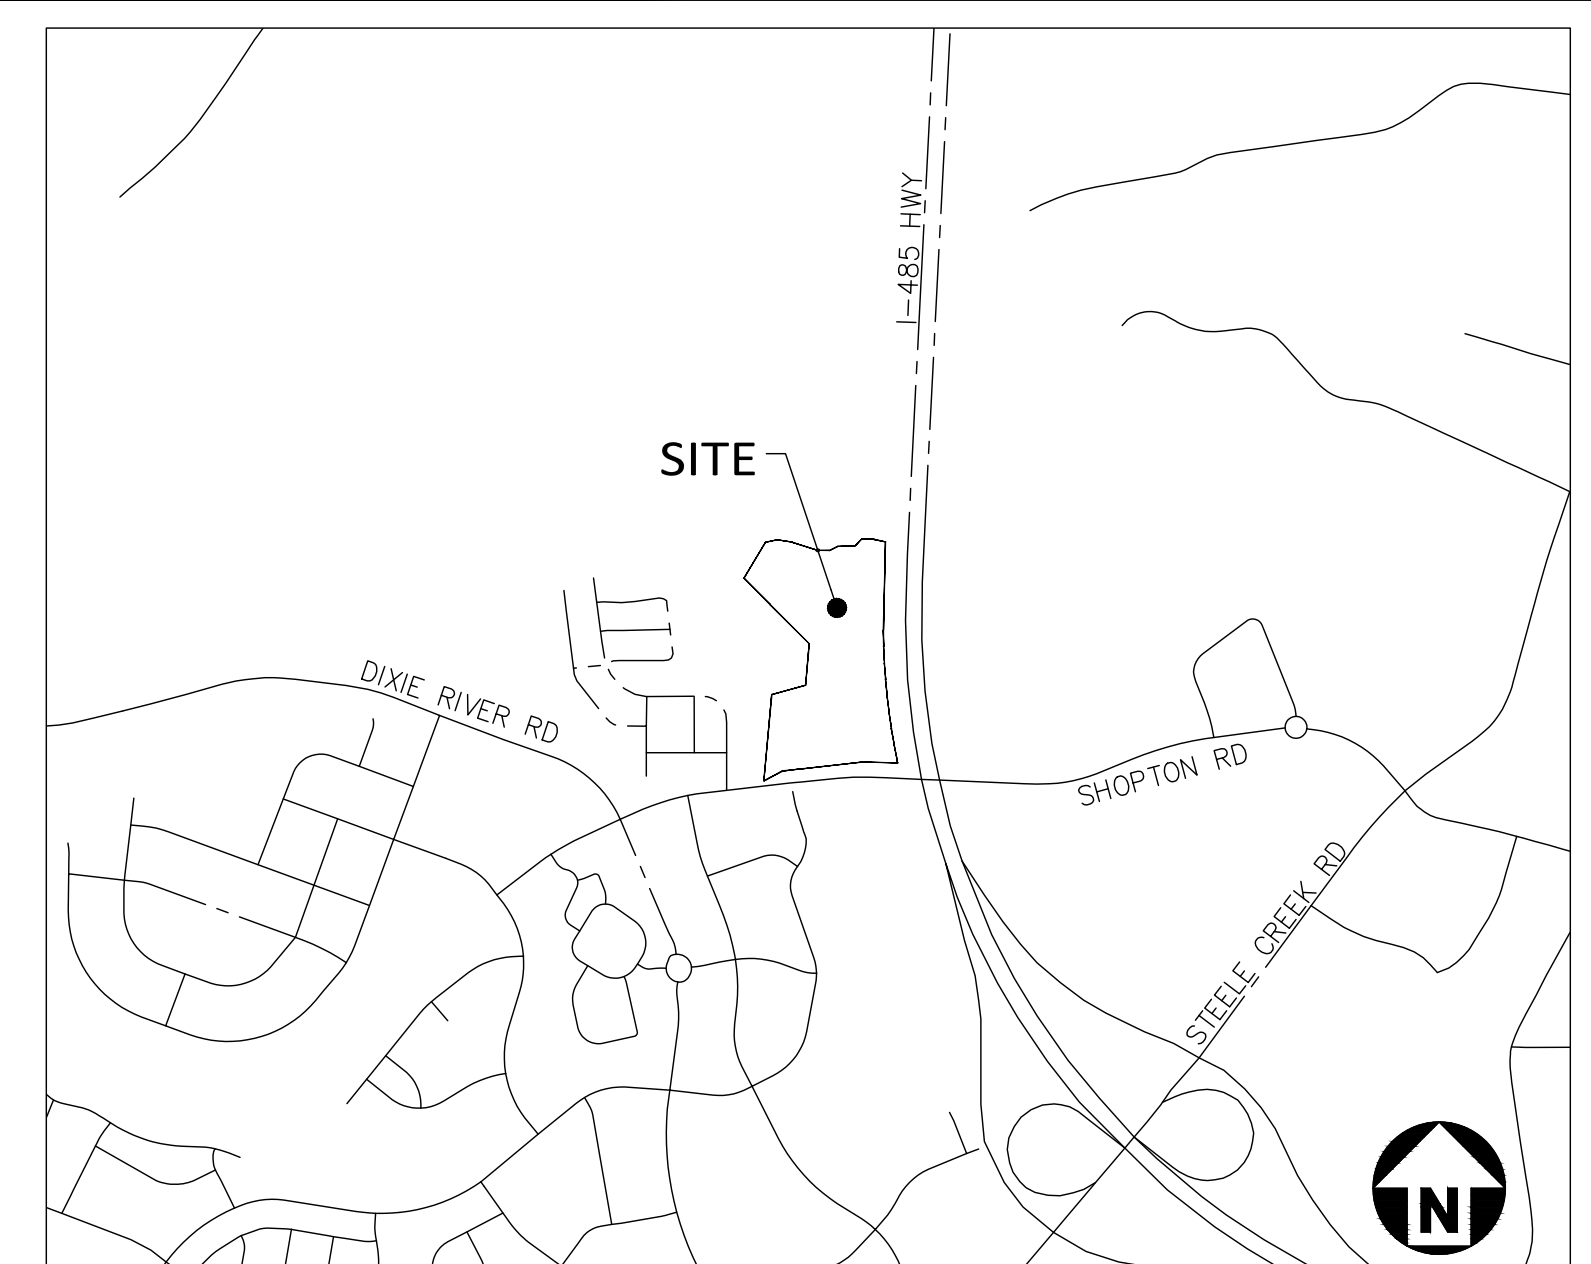 I-485 HWY
SITE
DIXIE RIVER RD
SHOPTON RD
STEELE CREEK RD
N